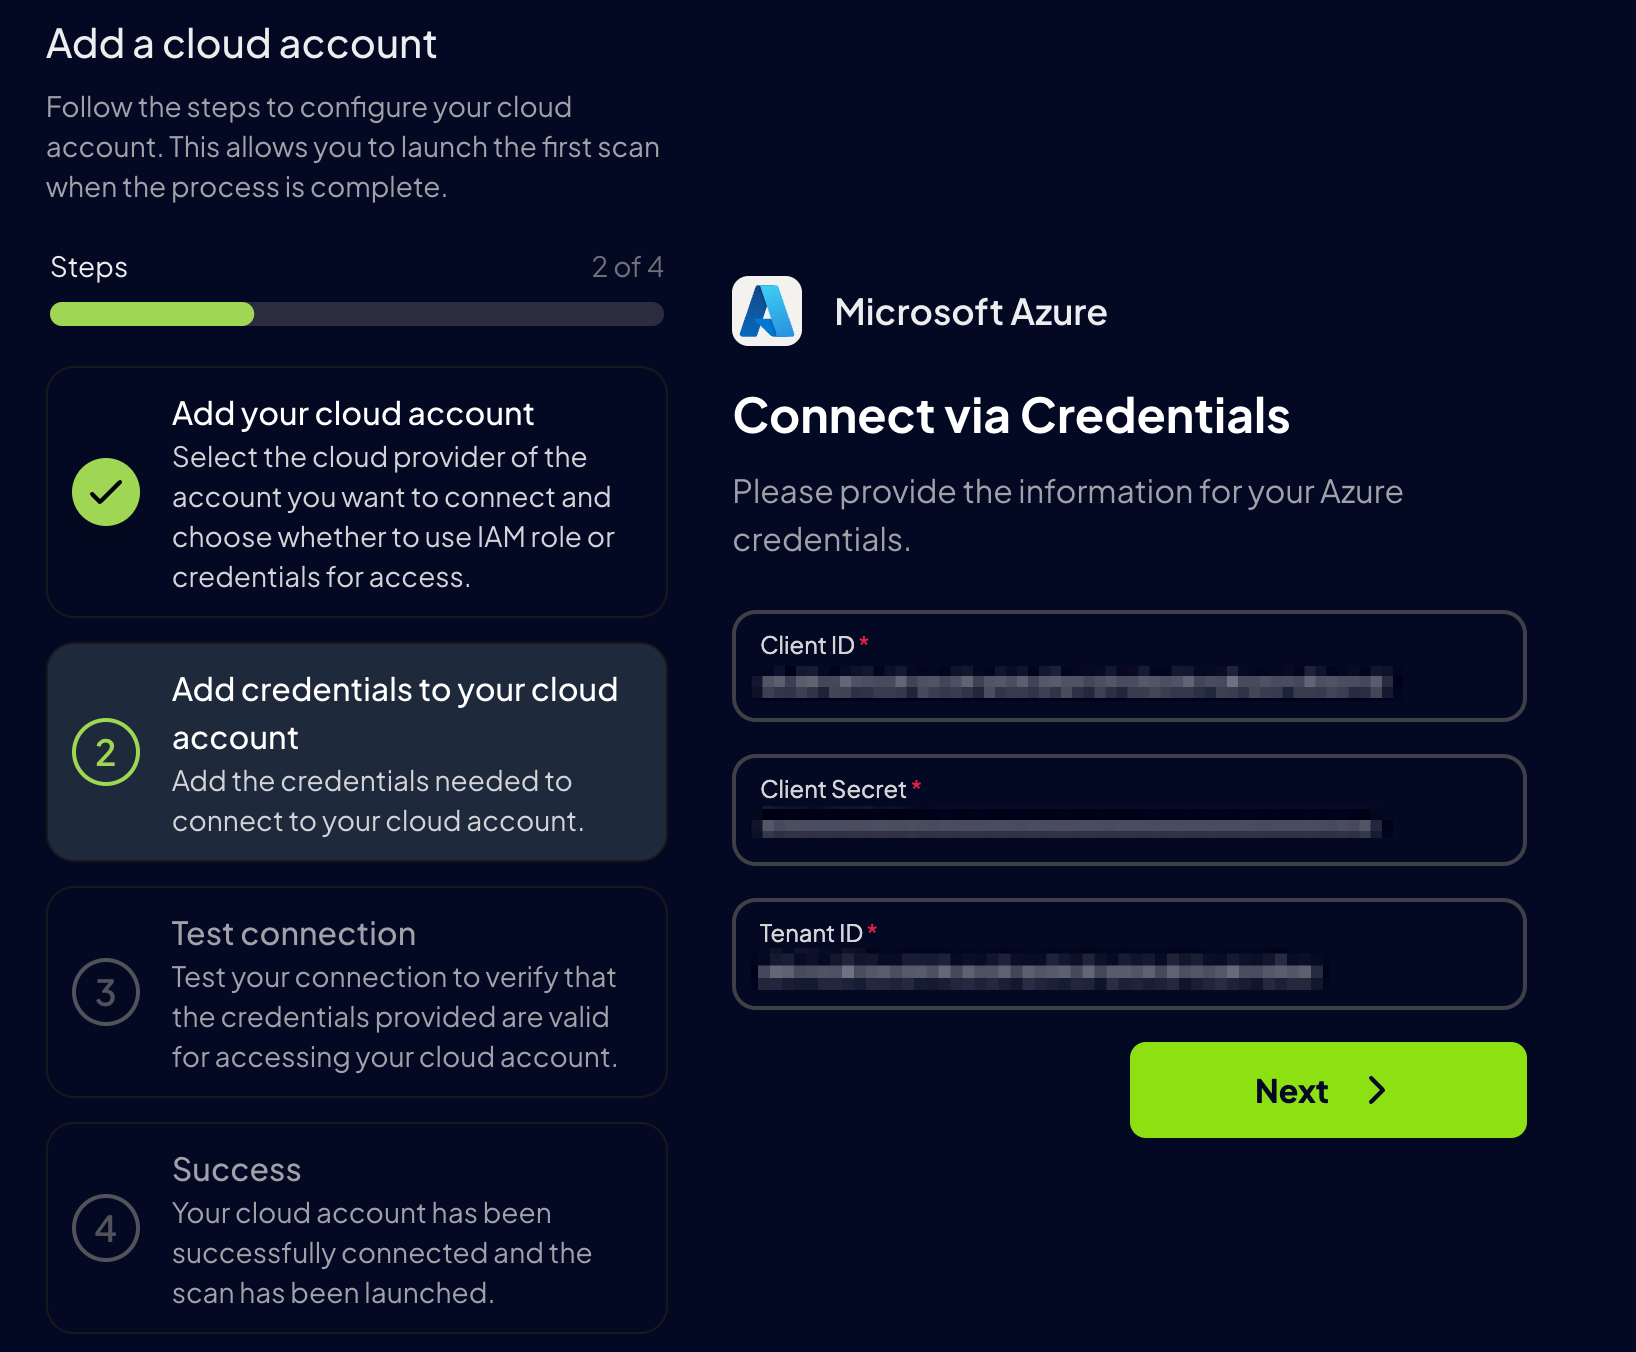 Add a cloud account
Follow the steps to configure your cloud
account. This allows you to launch the first scan
when the process is complete.
Steps
2 of 4
Add your cloud account
Select the cloud provider of the
account you want to connect and
choose whether to use IAM role or
credentials for access.
2
Add credentials to your cloud
account
Add the credentials needed to
connect to your cloud account.
3
Test connection
Test your connection to verify that
the credentials provided are valid
for accessing your cloud account.
4
Success
Your cloud account has been
successfully connected and the
scan has been launched.
Microsoft Azure
Connect via Credentials
Please provide the information for your Azure
credentials.
Client ID *
Client Secret *
Tenant ID *
Next